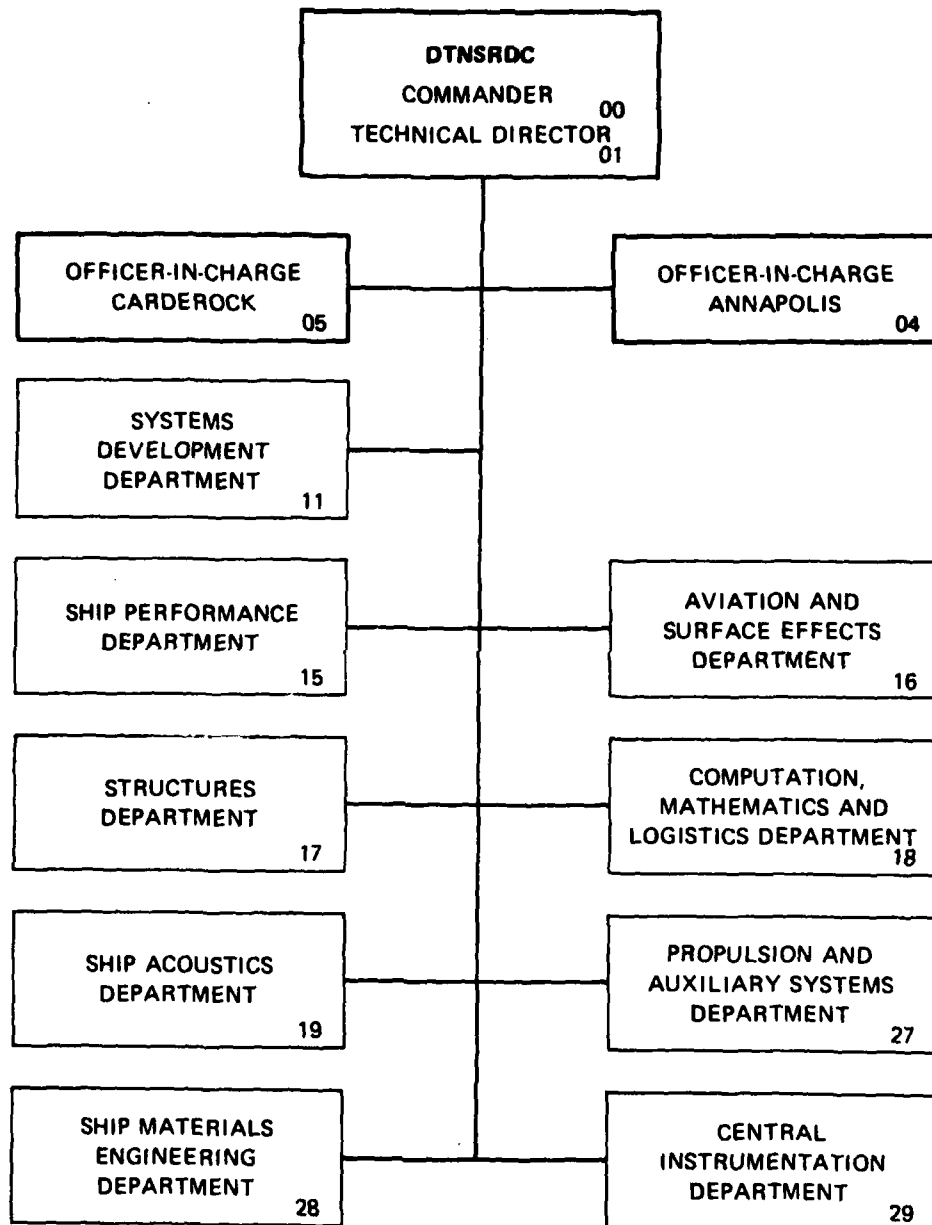 DTNSRDC
COMMANDER
00
TECHNICAL DIRECTOR
01
OFFICER-IN-CHARGE
CARDEROCK
05
OFFICER-IN-CHARGE
ANNAPOLIS
04
SYSTEMS
DEVELOPMENT
DEPARTMENT
11
SHIP PERFORMANCE
DEPARTMENT
15
AVIATION AND
SURFACE EFFECTS
DEPARTMENT
16
STRUCTURES
DEPARTMENT
17
COMPUTATION,
MATHEMATICS AND
LOGISTICS DEPARTMENT
18
SHIP ACOUSTICS
DEPARTMENT
19
PROPULSION AND
AUXILIARY SYSTEMS
DEPARTMENT
27
SHIP MATERIALS
ENGINEERING
DEPARTMENT
28
CENTRAL
INSTRUMENTATION
DEPARTMENT
29